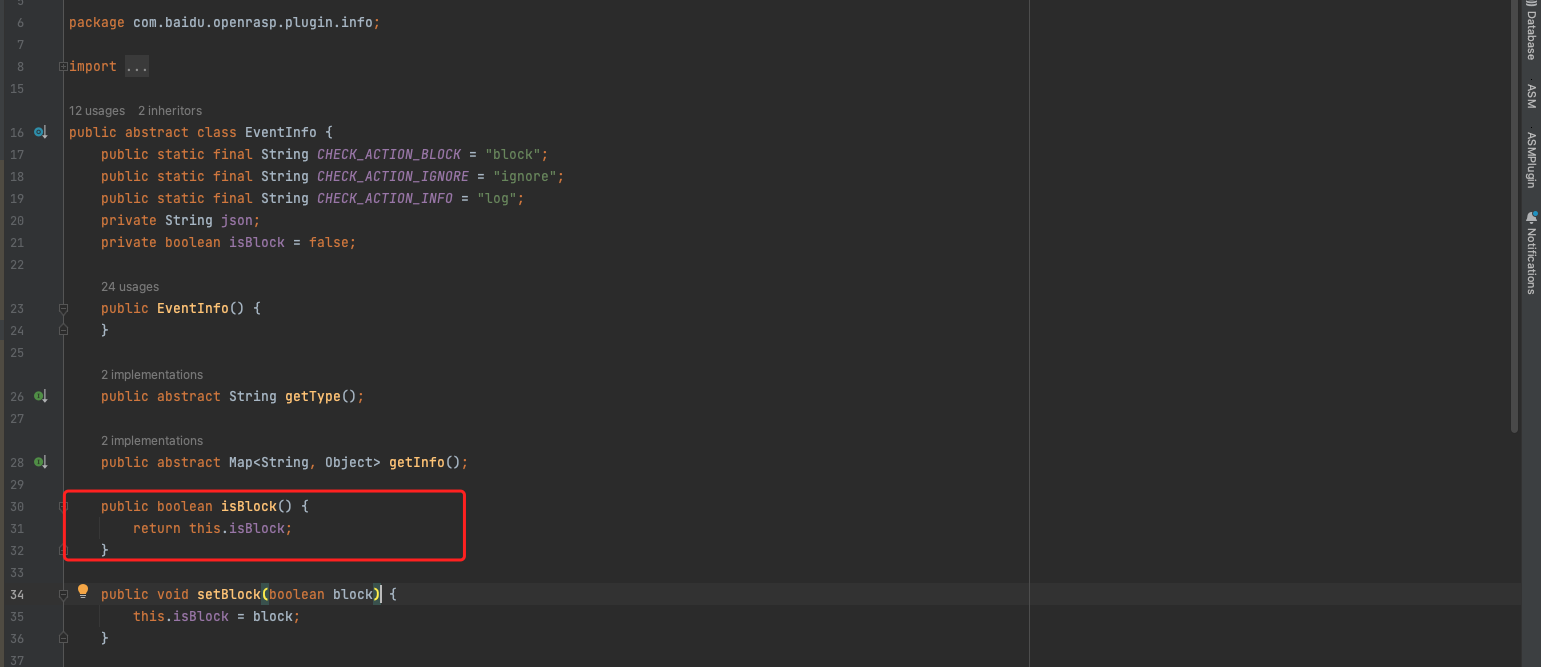 5
6 package com.baidu.openrasp.plugin.info;
7
8 import ...
15
12 usages 2 inheritors
16 public abstract class EventInfo {
17 public static final String CHECK_ACTION_BLOCK = "block";
18 public static final String CHECK_ACTION_IGNORE = "ignore";
19 public static final String CHECK_ACTION_INFO = "log";
20 private String json;
21 private boolean isBlock = false;
22
24 usages
23 public EventInfo() {
24 }
25
2 implementations
26 public abstract String getType();
27
2 implementations
28 public abstract Map<String, Object> getInfo();
29
30 public boolean isBlock() {
31 return this.isBlock;
32 }
33
34 public void setBlock(boolean block) {
35 this.isBlock = block;
36 }
37
Database
ASM
ASMPlugin
Notifications